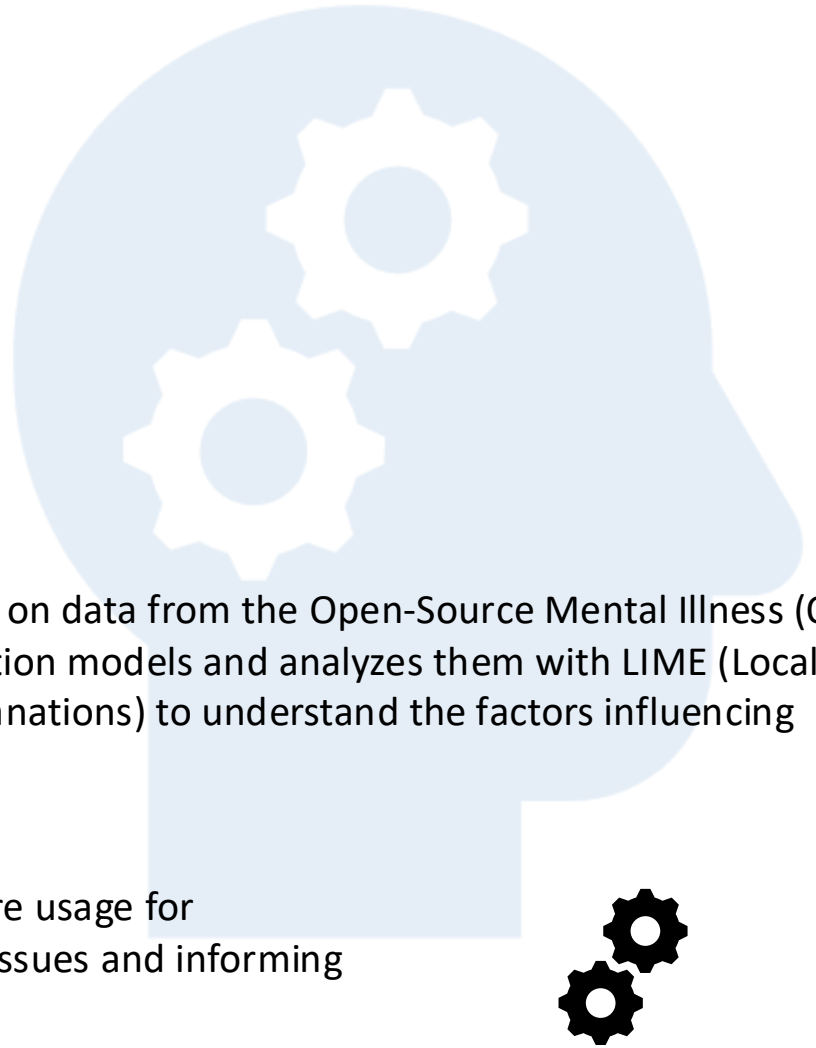 on data from the Open-Source Mental Illness (
tion models and analyzes them with LIME (Local
nations) to understand the factors influencing
re usage for
ssues and informing